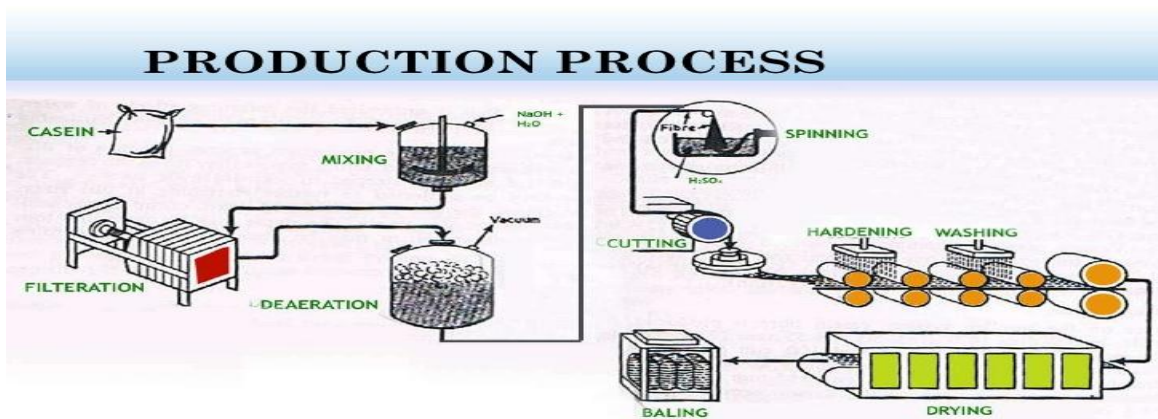 PRODUCTION PROCESS
CASEIN
MIXING
NaOH +
H₂O
FILTERATION
Vacuum
DEAERATION
Fibre
SPINNING
H₂SO₄
CUTTING
HARDENING
WASHING
DRYING
BALING